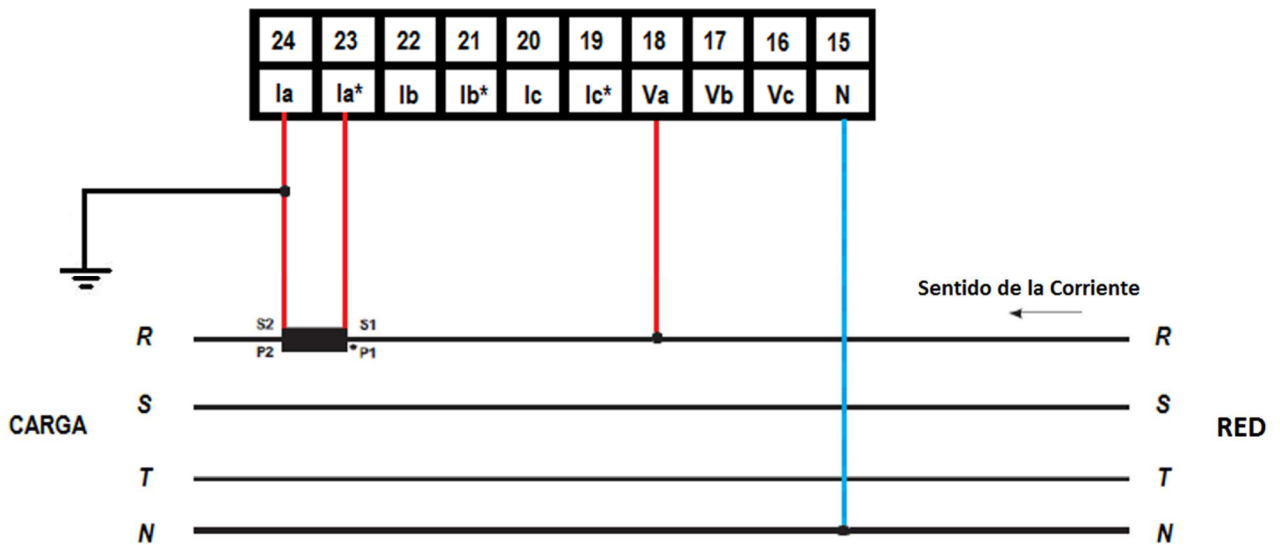 24 23 22 21 20 19 18 17 16 15
Ia Ia* Ib Ib* Ic Ic* Va Vb Vc N
Sentido de la Corriente
S2 S1
R R
P2 *P1
S S
CARGA RED
T T
N N